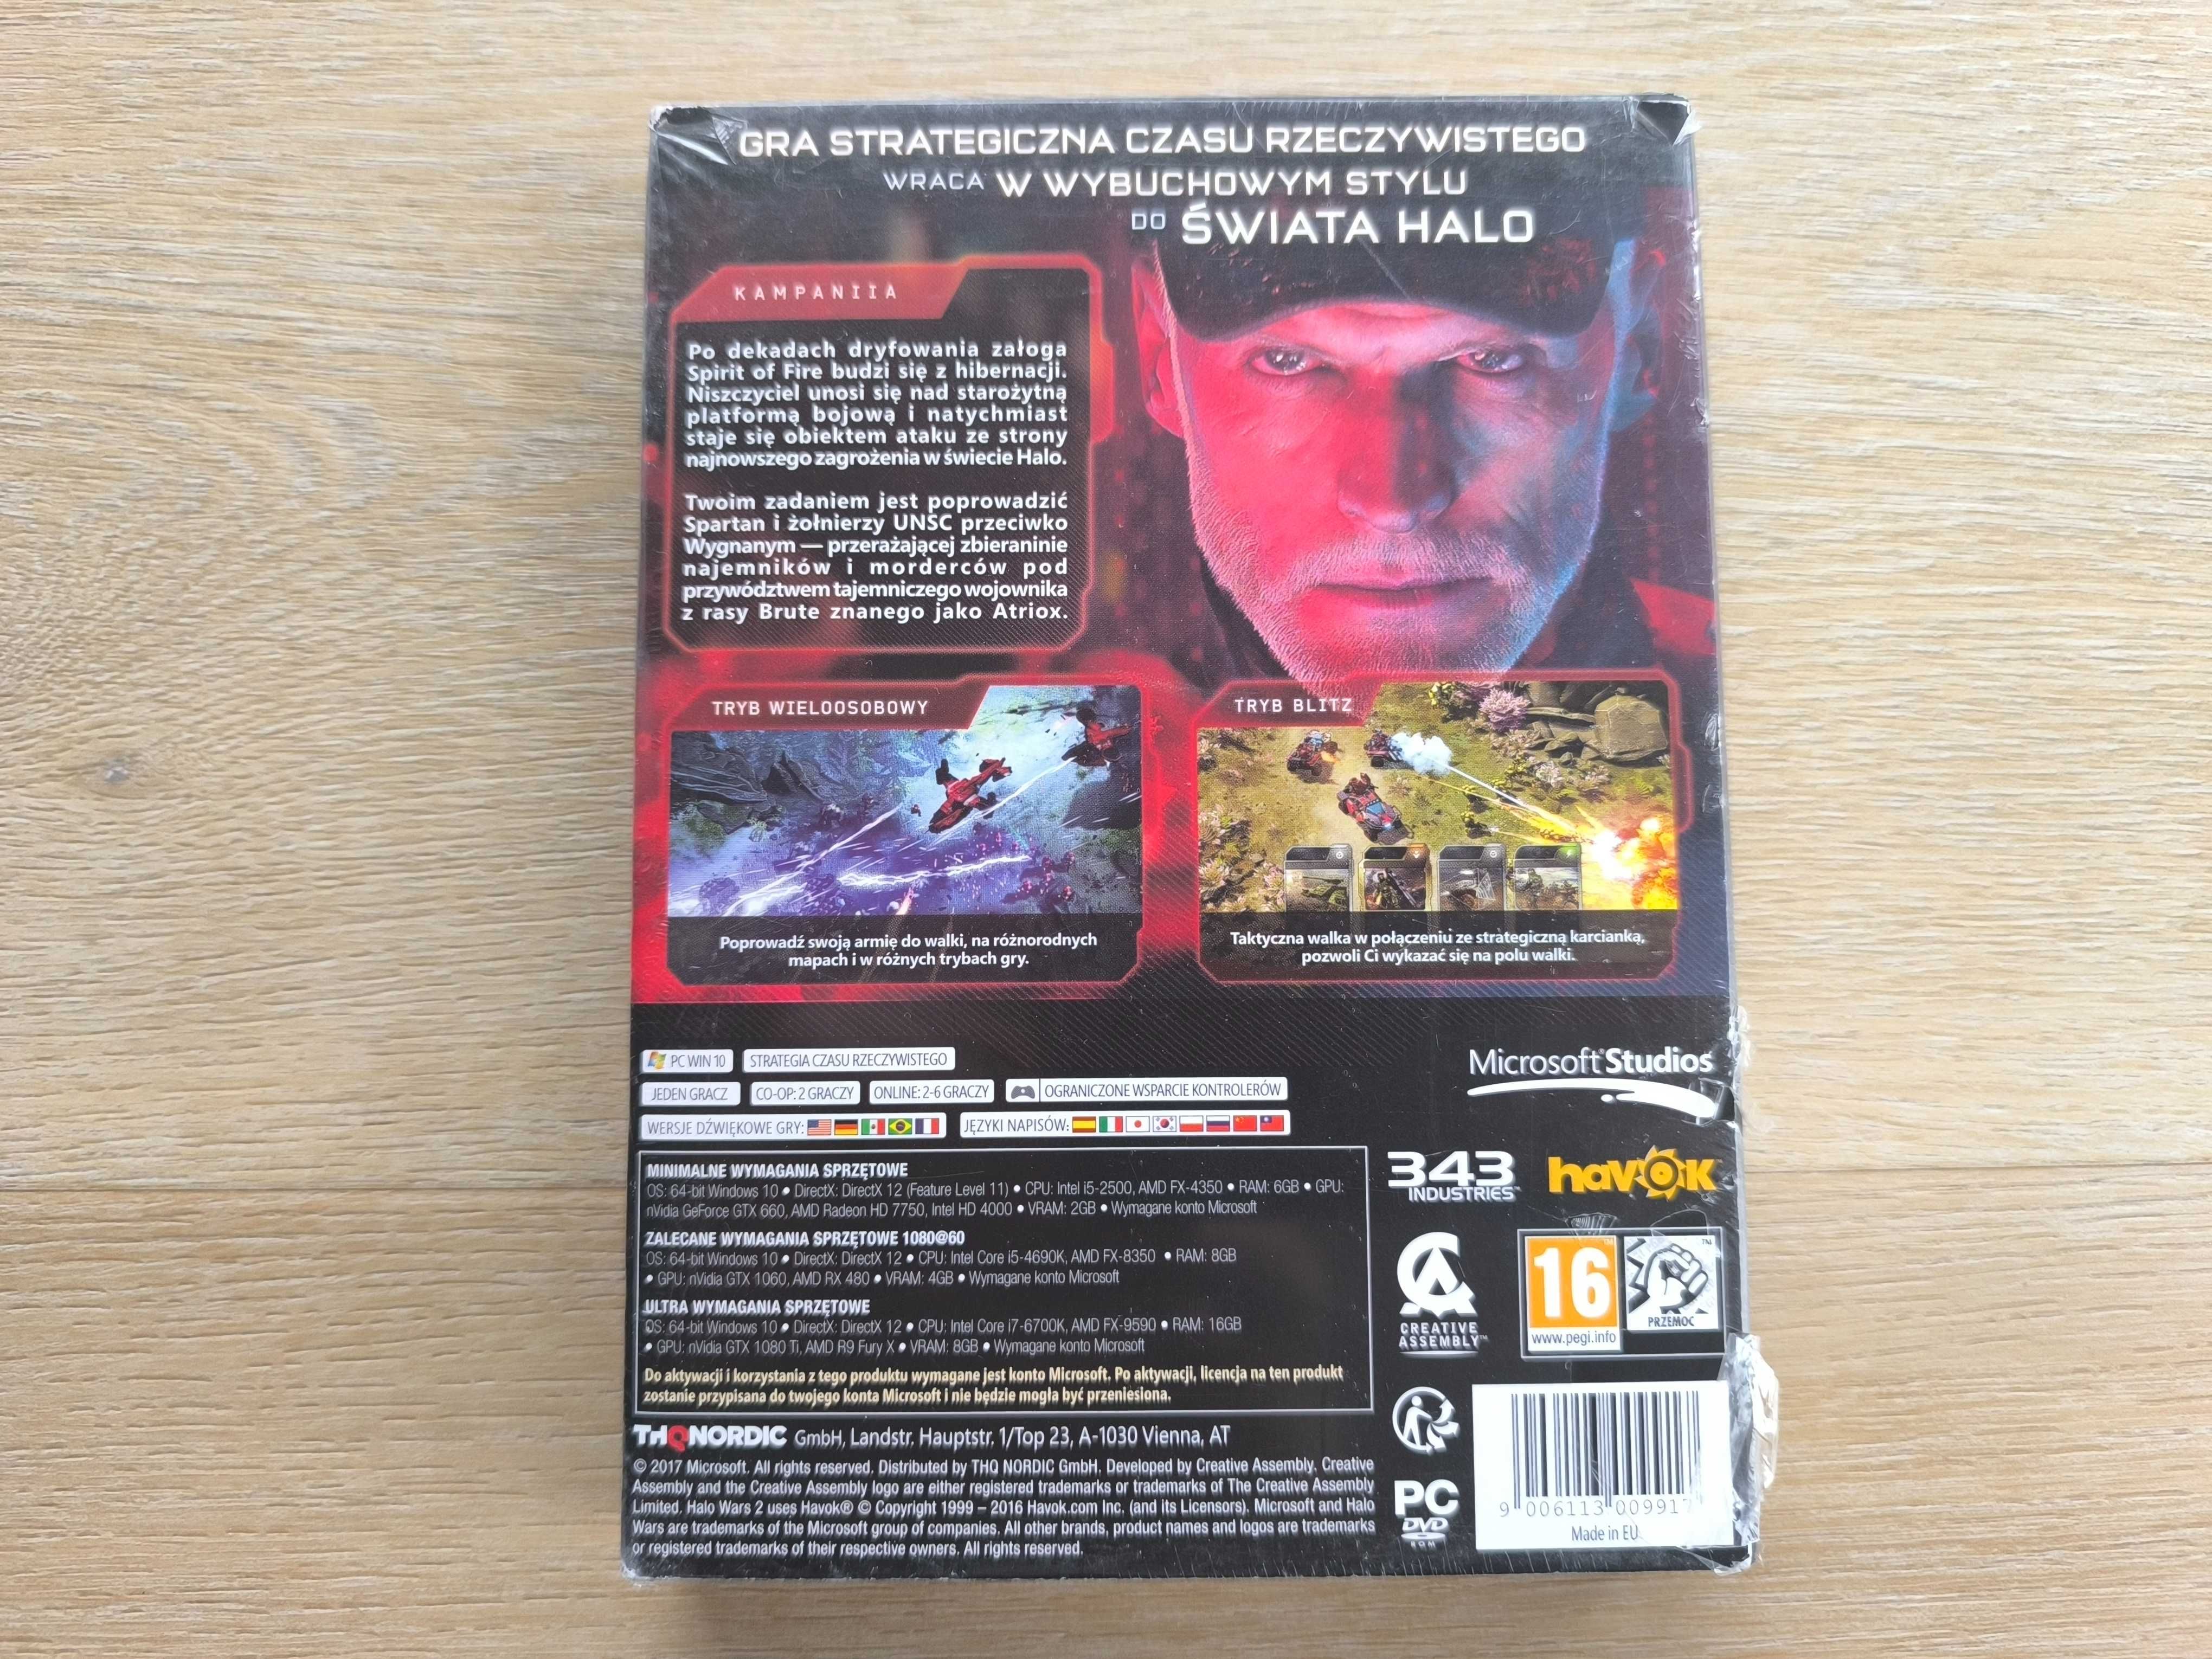 GRA STRATEGICZNA CZASU RZECZYWISTEGO
WRACA W WYBUCHOWYM STYLU
DO ŚWIATA HALO
KAMPANIIA
Po dekadach dryfowania załoga
Spirit of Fire budzi się z hibernacji.
Niszczyciel unosi się nad starożytną
platformą bojową i natychmiast
staje się obiektem ataku ze strony
najnowszego zagrożenia w świecie Halo.
Twoim zadaniem jest poprowadzić
Spartan i żołnierzy UNSC przeciwko
Wygnanym — przerażającej zbieraninie
najemników i morderców pod
przywództwem tajemniczego wojownika
z rasy Brute znanego jako Atriox.
TRYB WIELOOSOBOWY
Poprowadź swoją armię do walki, na różnorodnych
mapach i w różnych trybach gry.
TRYB BLITZ
Taktyczna walka w połączeniu ze strategiczną karcianką,
pozwoli Ci wykazać się na polu walki.
PC WIN 10 STRATEGIA CZASU RZECZYWISTEGO
JEDEN GRACZ CO-OP: 2 GRACZY ONLINE: 2-6 GRACZY OGRANICZONE WSPARCIE KONTROLERÓW
WERSJE DŹWIĘKOWE GRY: JĘZYKI NAPISÓW:
MINIMALNE WYMAGANIA SPRZĘTOWE
OS: 64-bit Windows 10 • DirectX: DirectX 12 (Feature Level 11) • CPU: Intel i5-2500, AMD FX-4350 • RAM: 6GB • GPU:
nVidia GeForce GTX 660, AMD Radeon HD 7750, Intel HD 4000 • VRAM: 2GB • Wymagane konto Microsoft
ZALECANE WYMAGANIA SPRZĘTOWE 1080@60
OS: 64-bit Windows 10 • DirectX: DirectX 12 • CPU: Intel Core i5-4690K, AMD FX-8350 • RAM: 8GB
• GPU: nVidia GTX 1060, AMD RX 480 • VRAM: 4GB • Wymagane konto Microsoft
ULTRA WYMAGANIA SPRZĘTOWE
OS: 64-bit Windows 10 • DirectX: DirectX 12 • CPU: Intel Core i7-6700K, AMD FX-9590 • RAM: 16GB
• GPU: nVidia GTX 1080 Ti, AMD R9 Fury X • VRAM: 8GB • Wymagane konto Microsoft
Do aktywacji i korzystania z tego produktu wymagane jest konto Microsoft. Po aktywacji, licencja na ten produkt
zostanie przypisana do twojego konta Microsoft i nie będzie mogła być przeniesiona.
THQ NORDIC GmbH, Landstr. Hauptstr. 1/Top 23, A-1030 Vienna, AT
© 2017 Microsoft. All rights reserved. Distributed by THQ NORDIC GmbH. Developed by Creative Assembly. Creative
Assembly and the Creative Assembly logo are either registered trademarks or trademarks of The Creative Assembly
Limited. Halo Wars 2 uses Havok® © Copyright 1999 – 2016 Havok.com Inc. (and its Licensors). Microsoft and Halo
Wars are trademarks of the Microsoft group of companies. All other brands, product names and logos are trademarks
or registered trademarks of their respective owners. All rights reserved.
Microsoft Studios
343
INDUSTRIES™
havok™
CREATIVE
ASSEMBLY™
16
www.pegi.info
PRZEMOC
™
PC
DVD
ROM
9 006113 00991
Made in EU